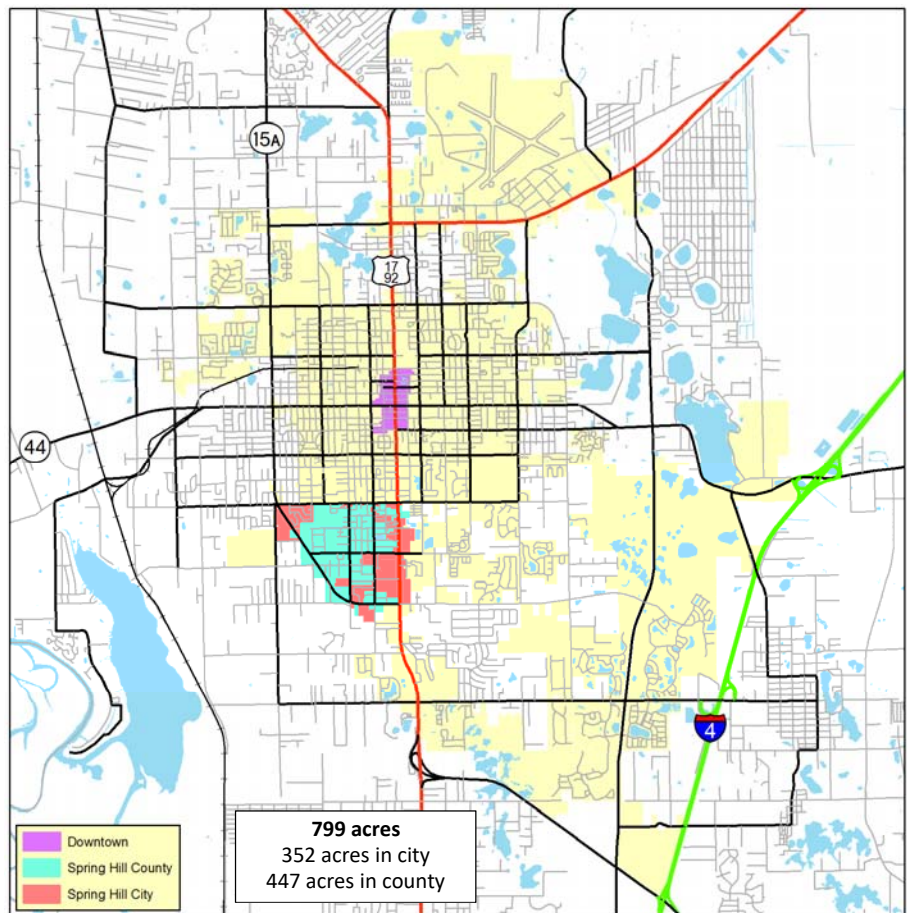 15A
17
92
44
4
Downtown
Spring Hill County
Spring Hill City
799 acres
352 acres in city
447 acres in county